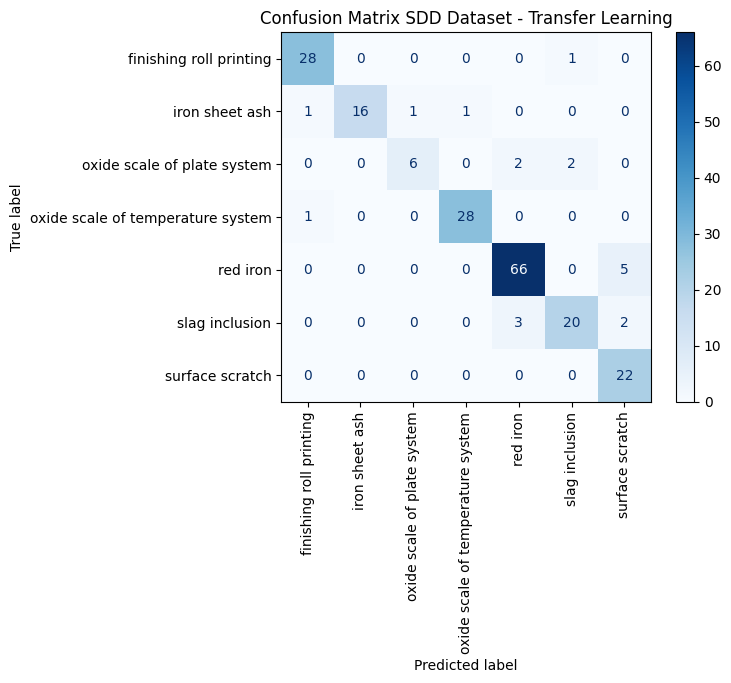 Confusion Matrix SDD Dataset - Transfer Learning
True label
finishing roll printing 28 0 0 0 0 1 0
iron sheet ash 1 16 1 1 0 0 0
oxide scale of plate system 0 0 6 0 2 2 0
oxide scale of temperature system 1 0 0 28 0 0 0
red iron 0 0 0 0 66 0 5
slag inclusion 0 0 0 0 3 20 2
surface scratch 0 0 0 0 0 0 22
finishing roll printing
iron sheet ash
oxide scale of plate system
oxide scale of temperature system
red iron
slag inclusion
surface scratch
Predicted label
60
50
40
30
20
10
0